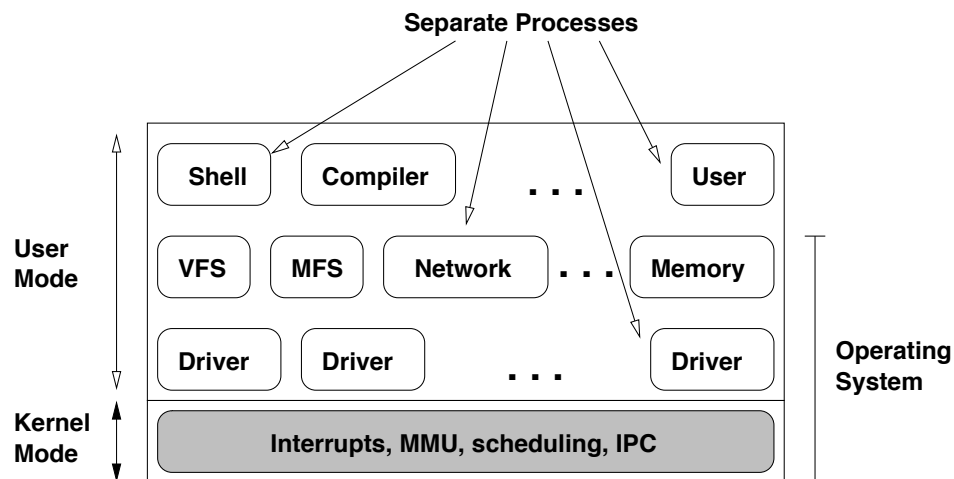 Separate Processes
Shell
Compiler
. . .
User
User
Mode
VFS
MFS
Network
. . .
Memory
Driver
Driver
. . .
Driver
Operating
System
Kernel
Mode
Interrupts, MMU, scheduling, IPC